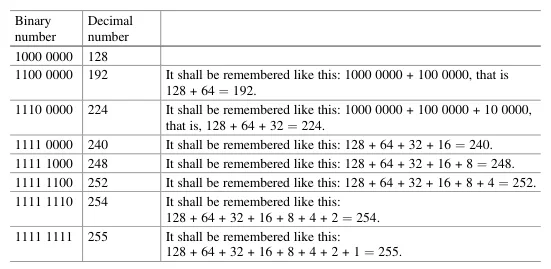 Binary number Decimal number
1000 0000 128
1100 0000 192 It shall be remembered like this: 1000 0000 + 100 0000, that is
128 + 64 = 192.
1110 0000 224 It shall be remembered like this: 1000 0000 + 100 0000 + 10 0000,
that is, 128 + 64 + 32 = 224.
1111 0000 240 It shall be remembered like this: 128 + 64 + 32 + 16 = 240.
1111 1000 248 It shall be remembered like this: 128 + 64 + 32 + 16 + 8 = 248.
1111 1100 252 It shall be remembered like this: 128 + 64 + 32 + 16 + 8 + 4 = 252.
1111 1110 254 It shall be remembered like this:
128 + 64 + 32 + 16 + 8 + 4 + 2 = 254.
1111 1111 255 It shall be remembered like this:
128 + 64 + 32 + 16 + 8 + 4 + 2 + 1 = 255.